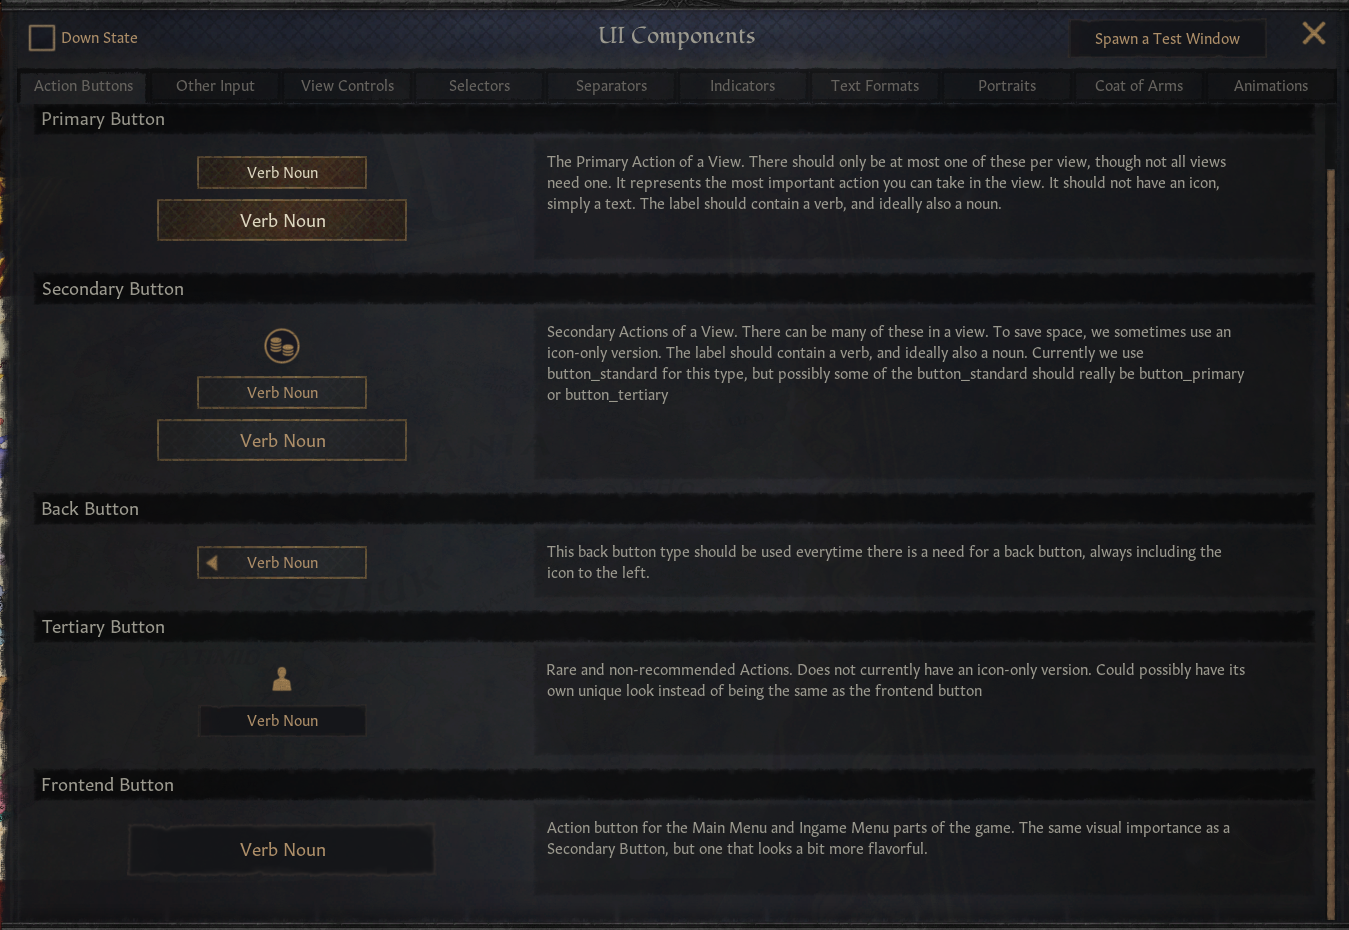 Down State
UI Components
Spawn a Test Window
Action Buttons
Other Input
View Controls
Selectors
Separators
Indicators
Text Formats
Portraits
Coat of Arms
Animations
Primary Button
Verb Noun
Verb Noun
The Primary Action of a View. There should only be at most one of these per view, though not all views
need one. It represents the most important action you can take in the view. It should not have an icon,
simply a text. The label should contain a verb, and ideally also a noun.
Secondary Button
Verb Noun
Verb Noun
Secondary Actions of a View. There can be many of these in a view. To save space, we sometimes use an
icon-only version. The label should contain a verb, and ideally also a noun. Currently we use
button_standard for this type, but possibly some of the button_standard should really be button_primary
or button_tertiary
Back Button
Verb Noun
This back button type should be used everytime there is a need for a back button, always including the
icon to the left.
Tertiary Button
Verb Noun
Rare and non-recommended Actions. Does not currently have an icon-only version. Could possibly have its
own unique look instead of being the same as the frontend button
Frontend Button
Verb Noun
Action button for the Main Menu and Ingame Menu parts of the game. The same visual importance as a
Secondary Button, but one that looks a bit more flavorful.